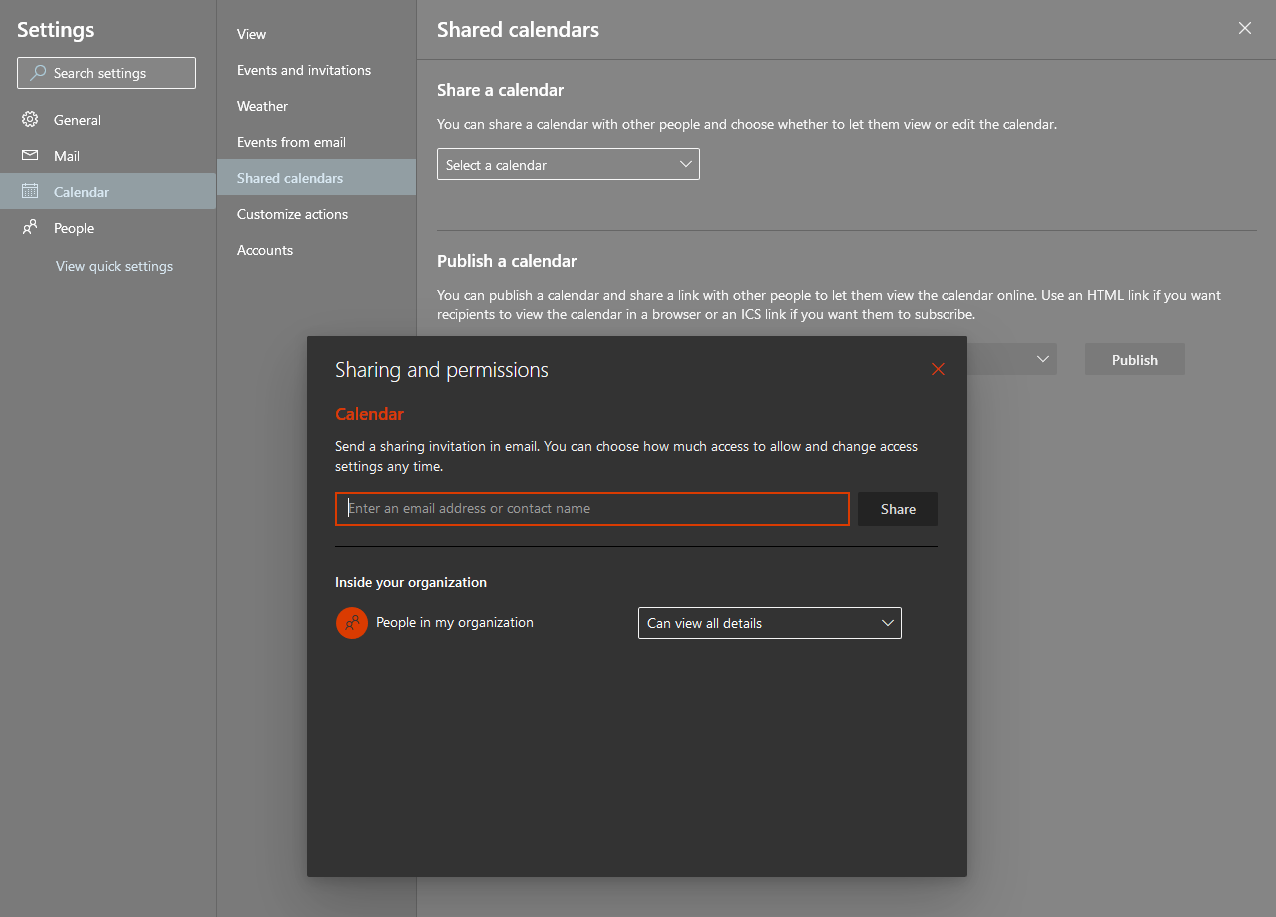 Settings
Search settings
General
Mail
Calendar
People
View quick settings
View
Events and invitations
Weather
Events from email
Shared calendars
Customize actions
Accounts
Shared calendars
Share a calendar
You can share a calendar with other people and choose whether to let them view or edit the calendar.
Select a calendar
Publish a calendar
You can publish a calendar and share a link with other people to let them view the calendar online. Use an HTML link if you want
recipients to view the calendar in a browser or an ICS link if you want them to subscribe.
Publish
Sharing and permissions
Calendar
Send a sharing invitation in email. You can choose how much access to allow and change access
settings any time.
Enter an email address or contact name
Share
Inside your organization
People in my organization
Can view all details